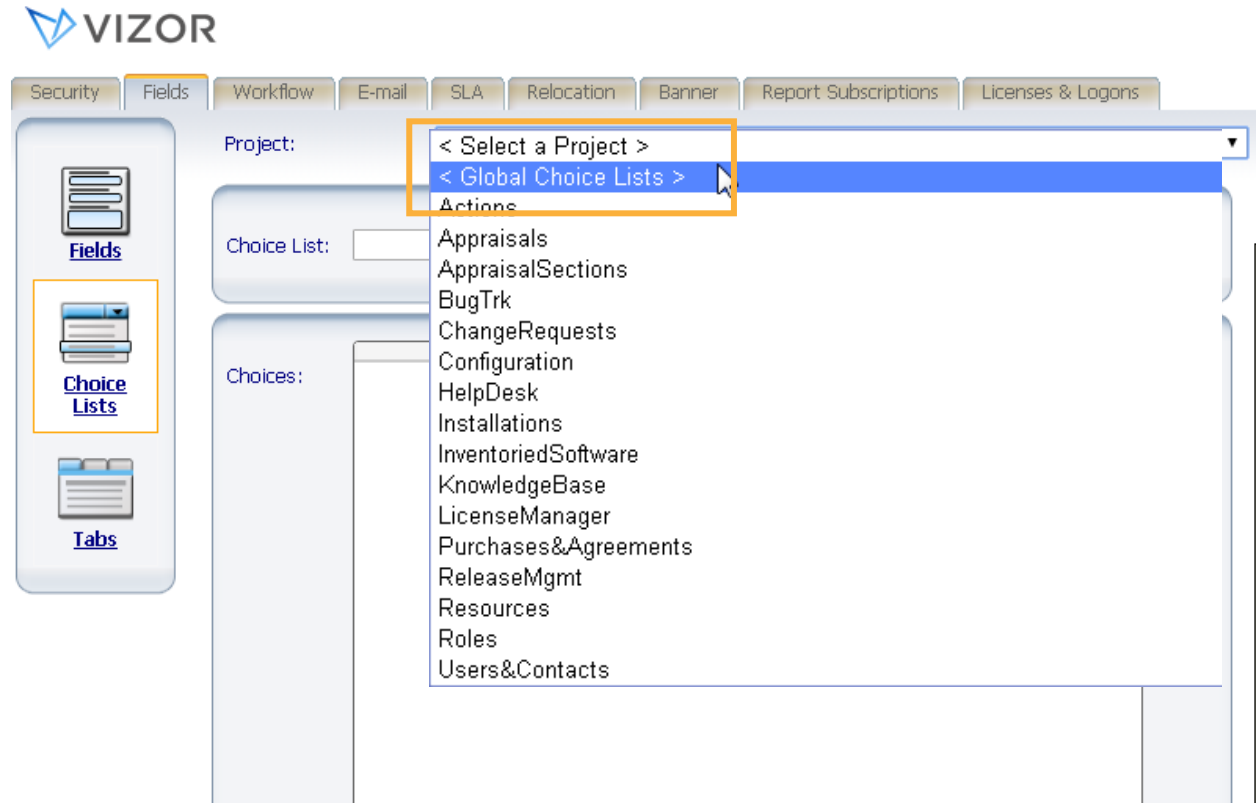 VIZOR
Security Fields Workflow E-mail SLA Relocation Banner Report Subscriptions Licenses & Logons
Project:
< Select a Project >
< Global Choice Lists >
Actions
Appraisals
AppraisalSections
BugTrk
ChangeRequests
Configuration
HelpDesk
Installations
InventoriedSoftware
KnowledgeBase
LicenseManager
Purchases&Agreements
ReleaseMgmt
Resources
Roles
Users&Contacts
Fields
Choice
Lists
Tabs
Choice List:
Choices: